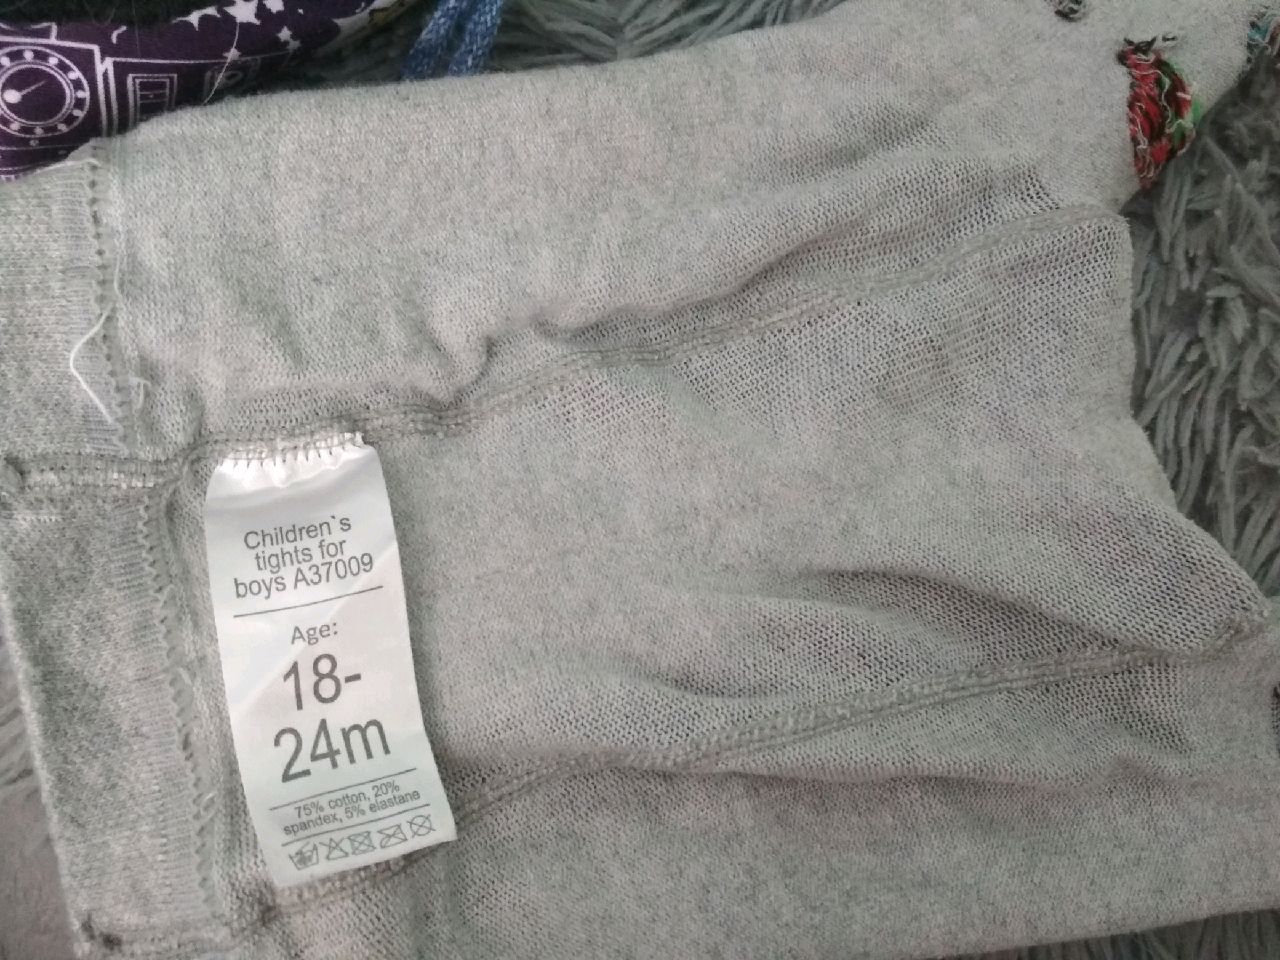 Children`s
tights for
boys A37009
Age:
18-
24m
75% cotton, 20%
spandex, 5% elastane